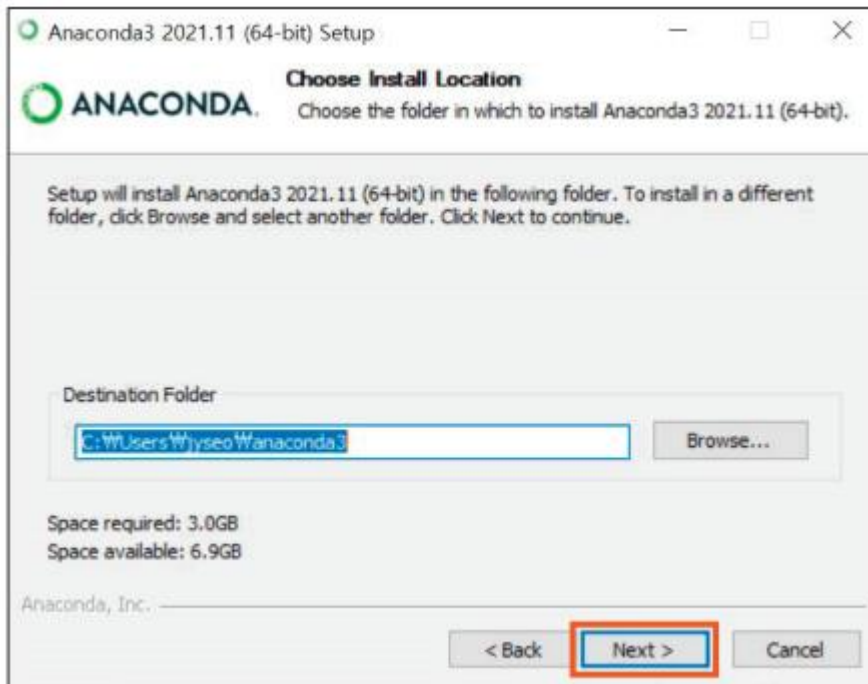 Anaconda3 2021.11 (64-bit) Setup
ANACONDA.
Choose Install Location
Choose the folder in which to install Anaconda3 2021.11 (64-bit).
Setup will install Anaconda3 2021.11 (64-bit) in the following folder. To install in a different
folder, click Browse and select another folder. Click Next to continue.
Destination Folder
C:₩Users₩jyseo₩anaconda3
Browse...
Space required: 3.0GB
Space available: 6.9GB
Anaconda, Inc.
< Back
Next >
Cancel